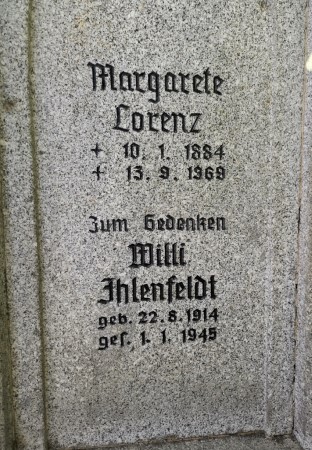 Margarete
Lorenz
+ 10. 1. 1884
+ 13. 9. 1969
Zum Gedenken
Willi
Ihlenfeldt
geb. 22. 8. 1914
gef. 1. 1. 1945